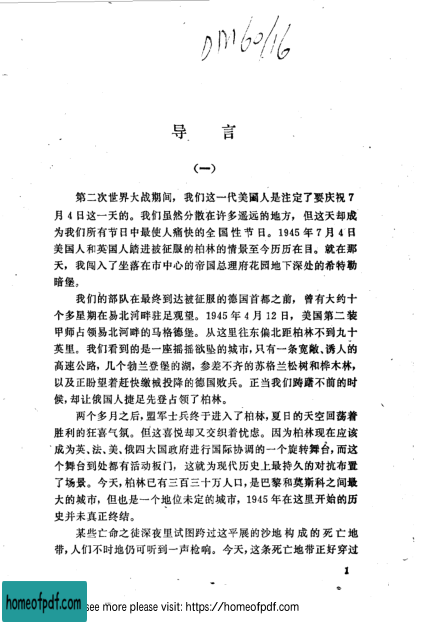 DM60/16
导 言
(一)
第二次世界大战期间，我们这一代美国人是注定了要庆祝7
月4日这一天的。我们虽然分散在许多遥远的地方，但这天却成
为我们所有节日中最使人痛快的全国性节日。1945年7月4日
美国人和英国人踏进被征服的柏林的情景至今历历在目。就在那
天，我闯入了坐落在市中心的帝国总理府花园地下深处的希特勒
暗堡。
我们的部队在最终到达被征服的德国首都之前，曾有大约十
个多星期在易北河畔驻足观望。1945年4月12日，美国第二装
甲师占领易北河畔的马格德堡。从这里往东偏北距柏林不到九十
英里。我们看到的是一座摇摇欲坠的城市，只有一条宽敞、诱人的
高速公路，几个勃兰登堡的湖，参差不齐的苏格兰松树和桦木林，
以及正盼望着赶快缴械投降的德国败兵。正当我们踌躇不前的时
候，却让俄国人捷足先登占领了柏林。
两个多月之后，盟军士兵终于进入了柏林，夏日的天空回荡着
胜利的狂喜气氛。但这喜悦却又交织着忧虑。因为柏林现在应该
成为英、法、美、俄四大国政府进行国际协调的一个旋转舞台，而这
个舞台到处都有活动板门，这就为现代历史上最持久的对抗布置
了场景。今天，柏林已有三百三十万人口，是巴黎和莫斯科之间最
大的城市，但也是一个地位未定的城市，1945年在这里开始的历
史并未真正终结。
某些亡命之徒深夜里试图跨过这平展的沙地构成的死亡地
带，人们不时地仍可听到一声枪响。今天，这条死亡地带正好穿过
1
homeofpdf.com
see more please visit: https://homeofpdf.com